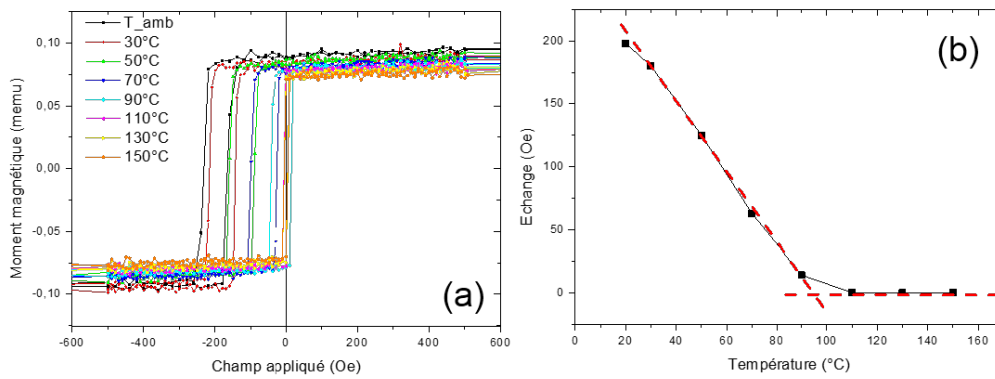 T_amb
30°C
50°C
70°C
90°C
110°C
130°C
150°C
(a)
0,10
0,05
0,00
-0,05
-0,10
Moment magnétique (memu)
-600 -400 -200 0 200 400 600
Champ appliqué (Oe)
(b)
200
150
100
50
0
Echange (Oe)
0 20 40 60 80 100 120 140 160
Température (°C)